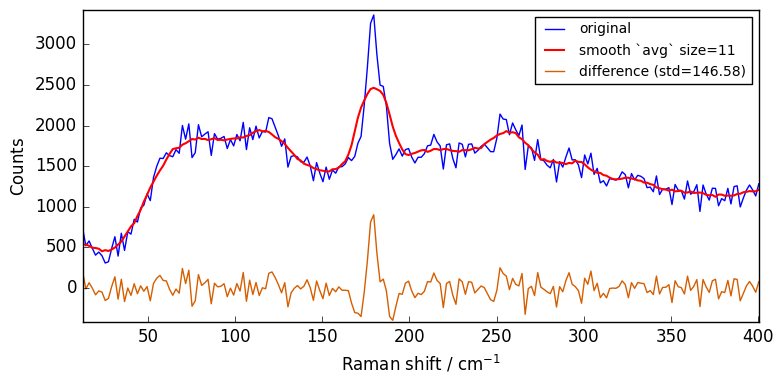 original
smooth `avg` size=11
difference (std=146.58)
3000
2500
2000
1500
1000
500
0
Counts
50 100 150 200 250 300 350 400
Raman shift / cm⁻¹